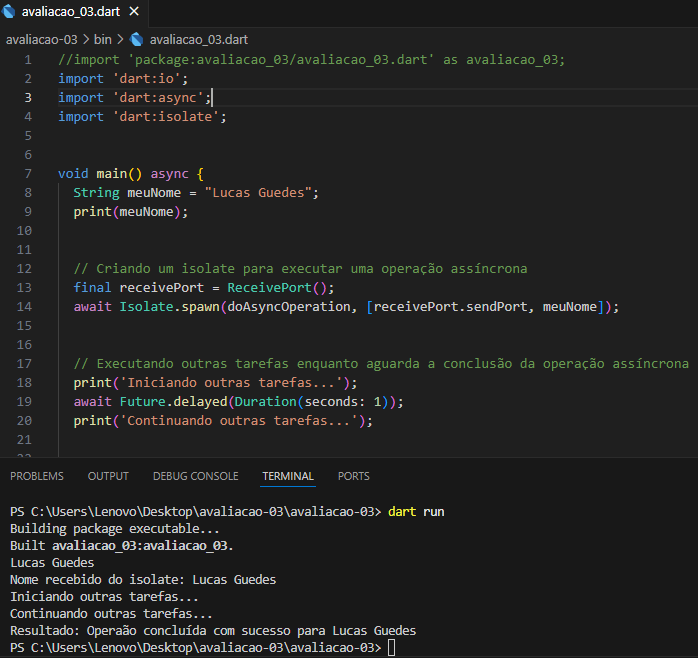 avaliacao_03.dart ×
avaliacao-03 > bin > avaliacao_03.dart
1 //import 'package:avaliacao_03/avaliacao_03.dart' as avaliacao_03;
2 import 'dart:io';
3 import 'dart:async';
4 import 'dart:isolate';
5
6
7 void main() async {
8 String meuNome = "Lucas Guedes";
9 print(meuNome);
10
11
12 // Criando um isolate para executar uma operação assíncrona
13 final receivePort = ReceivePort();
14 await Isolate.spawn(doAsyncOperation, [receivePort.sendPort, meuNome]);
15
16
17 // Executando outras tarefas enquanto aguarda a conclusão da operação assíncrona
18 print('Iniciando outras tarefas...');
19 await Future.delayed(Duration(seconds: 1));
20 print('Continuando outras tarefas...');
21
22
PROBLEMS OUTPUT DEBUG CONSOLE TERMINAL PORTS
PS C:\Users\Lenovo\Desktop\avaliacao-03\avaliacao-03> dart run
Building package executable...
Built avaliacao_03:avaliacao_03.
Lucas Guedes
Nome recebido do isolate: Lucas Guedes
Iniciando outras tarefas...
Continuando outras tarefas...
Resultado: Operaão concluída com sucesso para Lucas Guedes
PS C:\Users\Lenovo\Desktop\avaliacao-03\avaliacao-03>